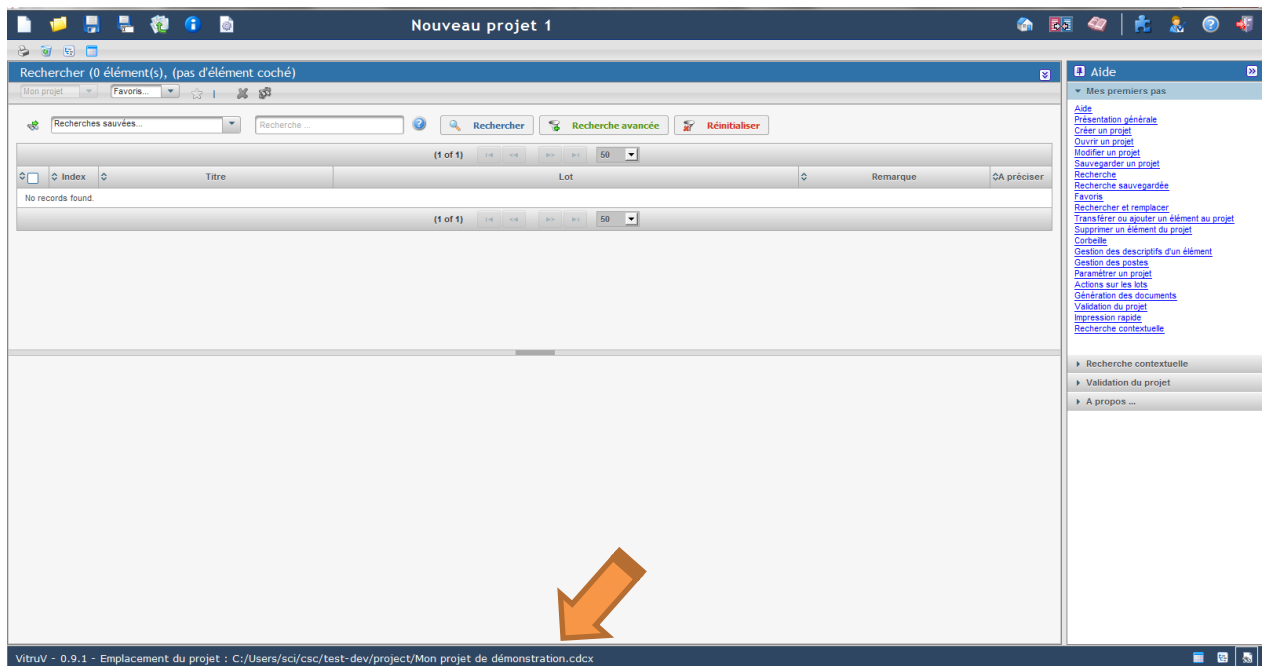 Nouveau projet 1
Rechercher (0 élément(s), (pas d'élément coché)
Mon projet Favoris...
Recherches sauvées... Recherche ... Rechercher Recherche avancée Réinitialiser
(1 of 1) 50
Index Titre Lot Remarque A préciser
No records found.
(1 of 1) 50
Aide
Mes premiers pas
Aide
Présentation générale
Créer un projet
Ouvrir un projet
Modifier un projet
Sauvegarder un projet
Recherche
Recherche sauvegardée
Favoris
Rechercher et remplacer
Transférer ou ajouter un élément au projet
Supprimer un élément du projet
Corbeille
Gestion des descriptifs d'un élément
Gestion des postes
Paramétrer un projet
Actions sur les lots
Génération des documents
Validation du projet
Impression rapide
Recherche contextuelle
Recherche contextuelle
Validation du projet
A propos ...
VitruV - 0.9.1 - Emplacement du projet : C:/Users/sci/csc/test-dev/project/Mon projet de démonstration.cdcx